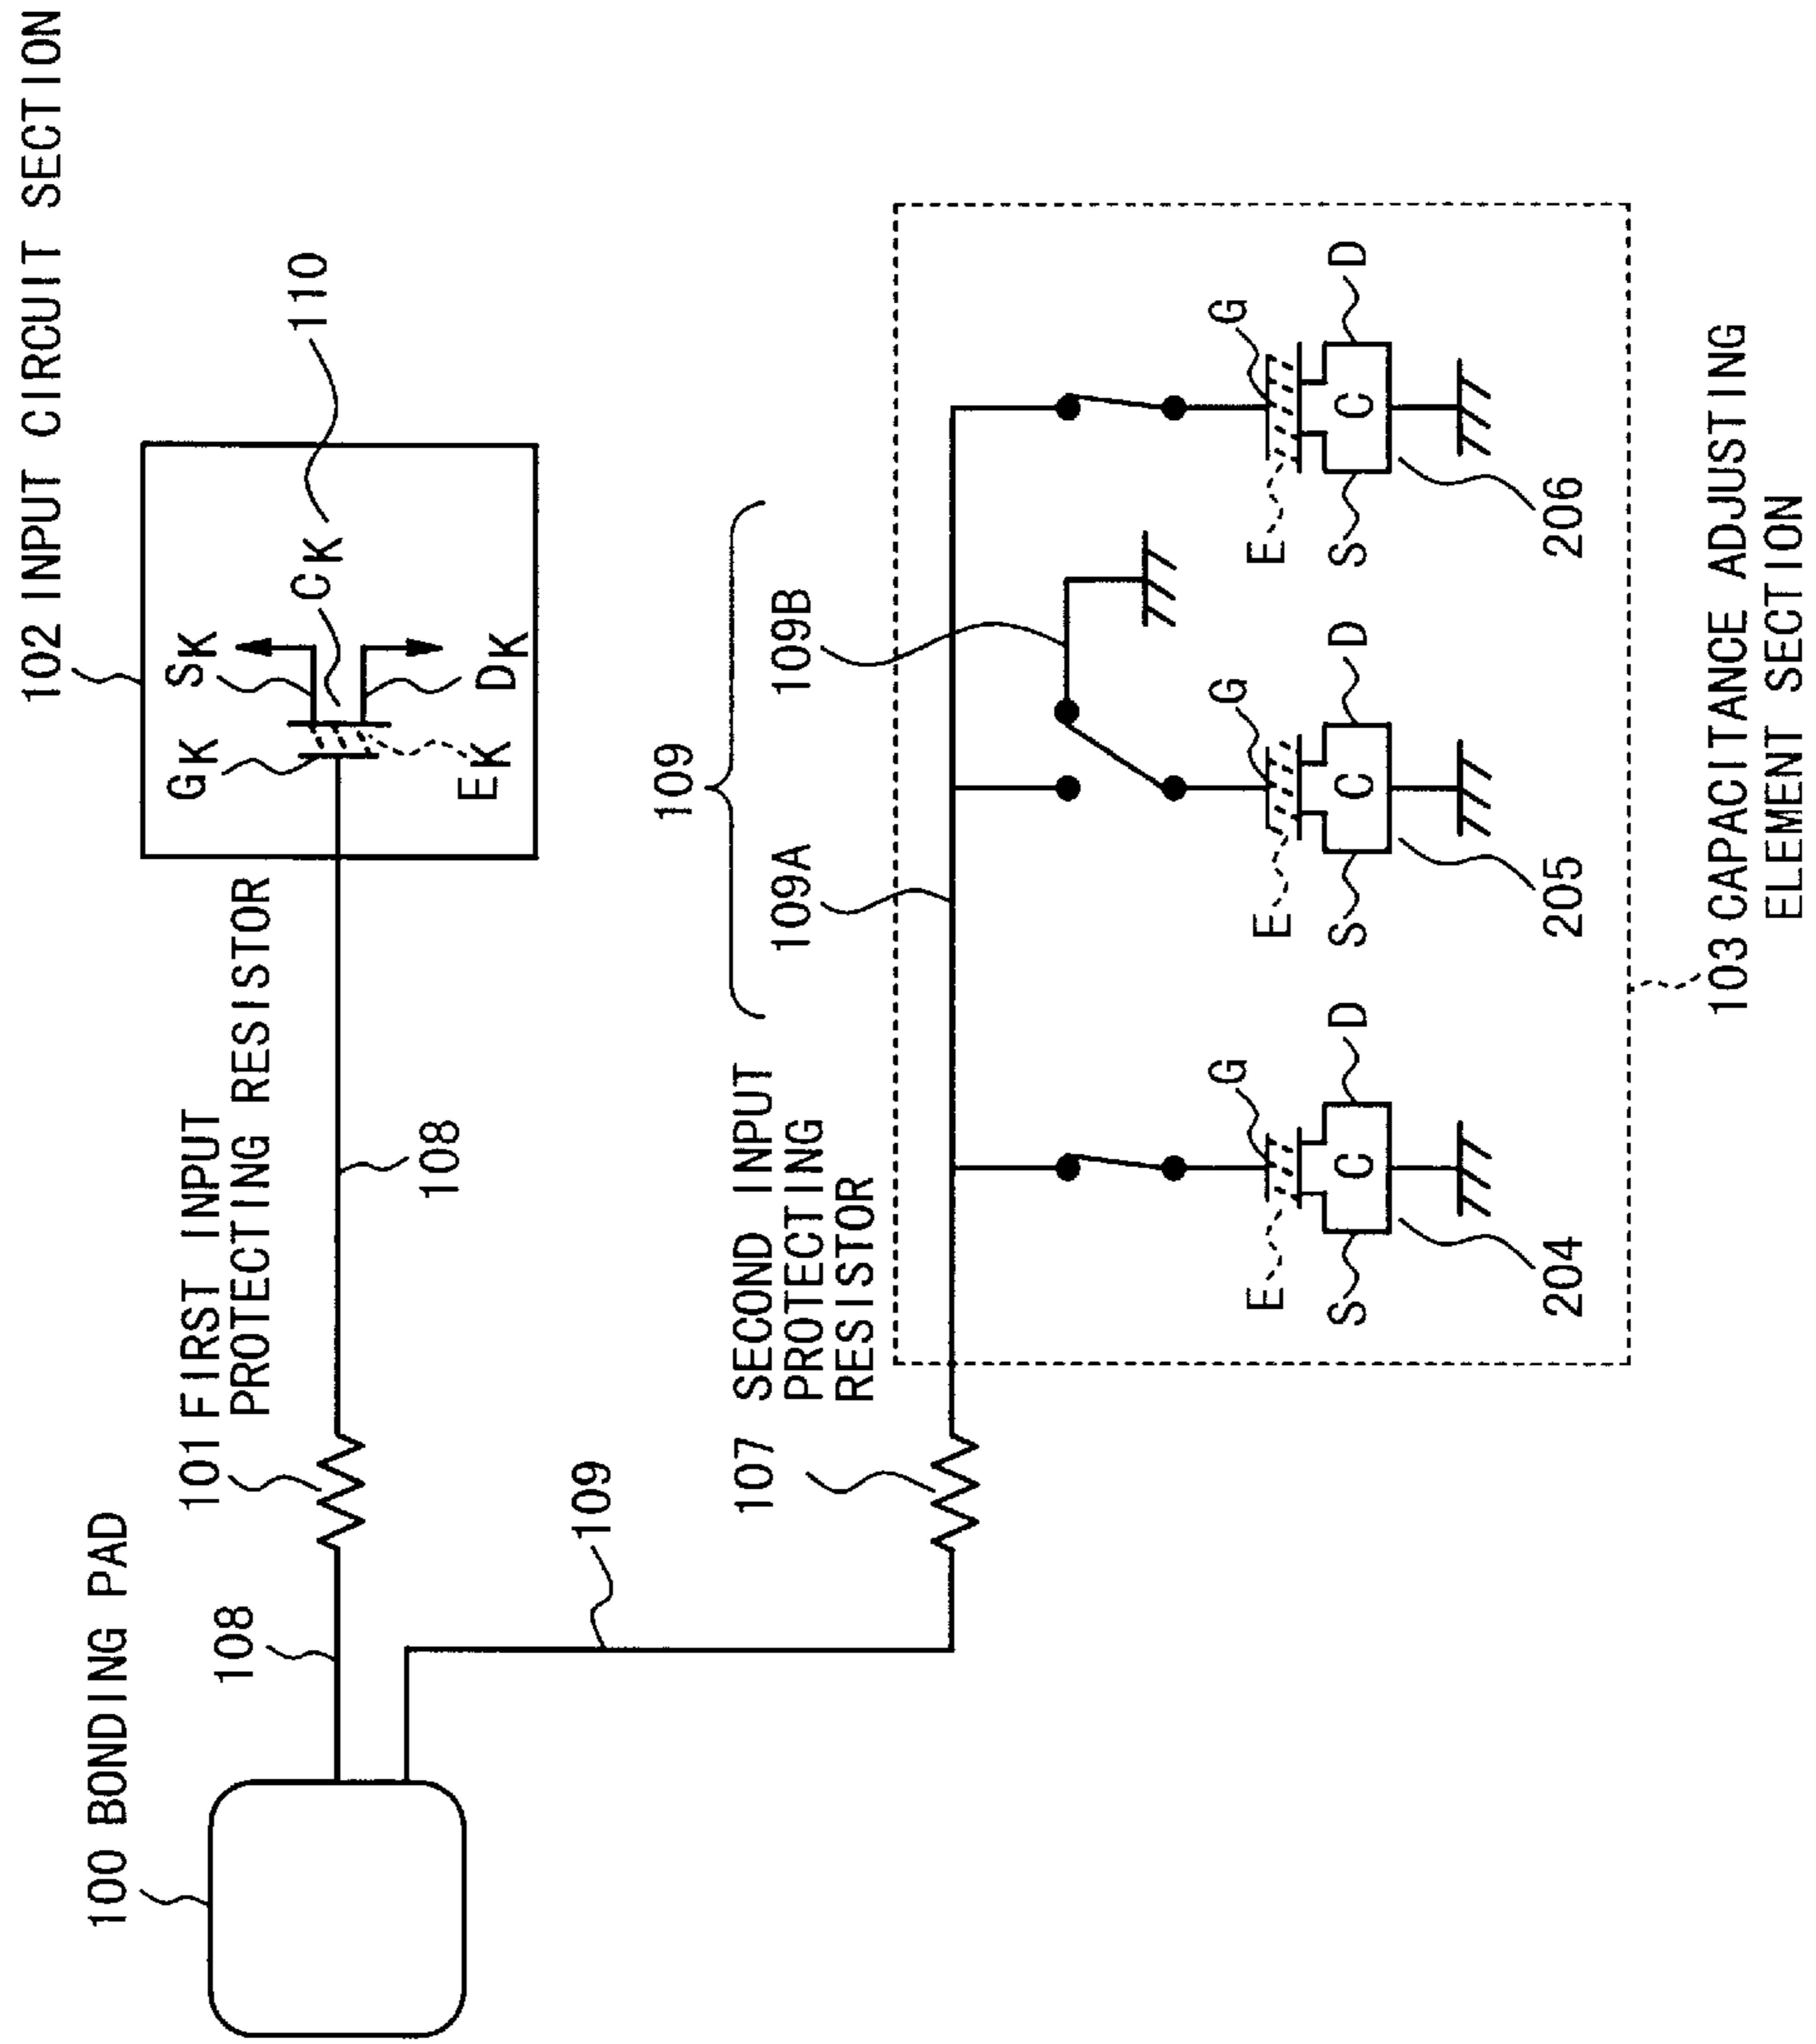 102 INPUT CIRCUIT SECTION
100 BONDING PAD
101 FIRST INPUT
PROTECTING RESISTOR
108
108
GK
SK
CK
110
EK
DK
109
107 SECOND INPUT
PROTECTING
RESISTOR
109
109A
109B
G
G
G
E
E
E
S
C
D
S
C
D
S
C
D
204
205
206
103 CAPACITANCE ADJUSTING
ELEMENT SECTION